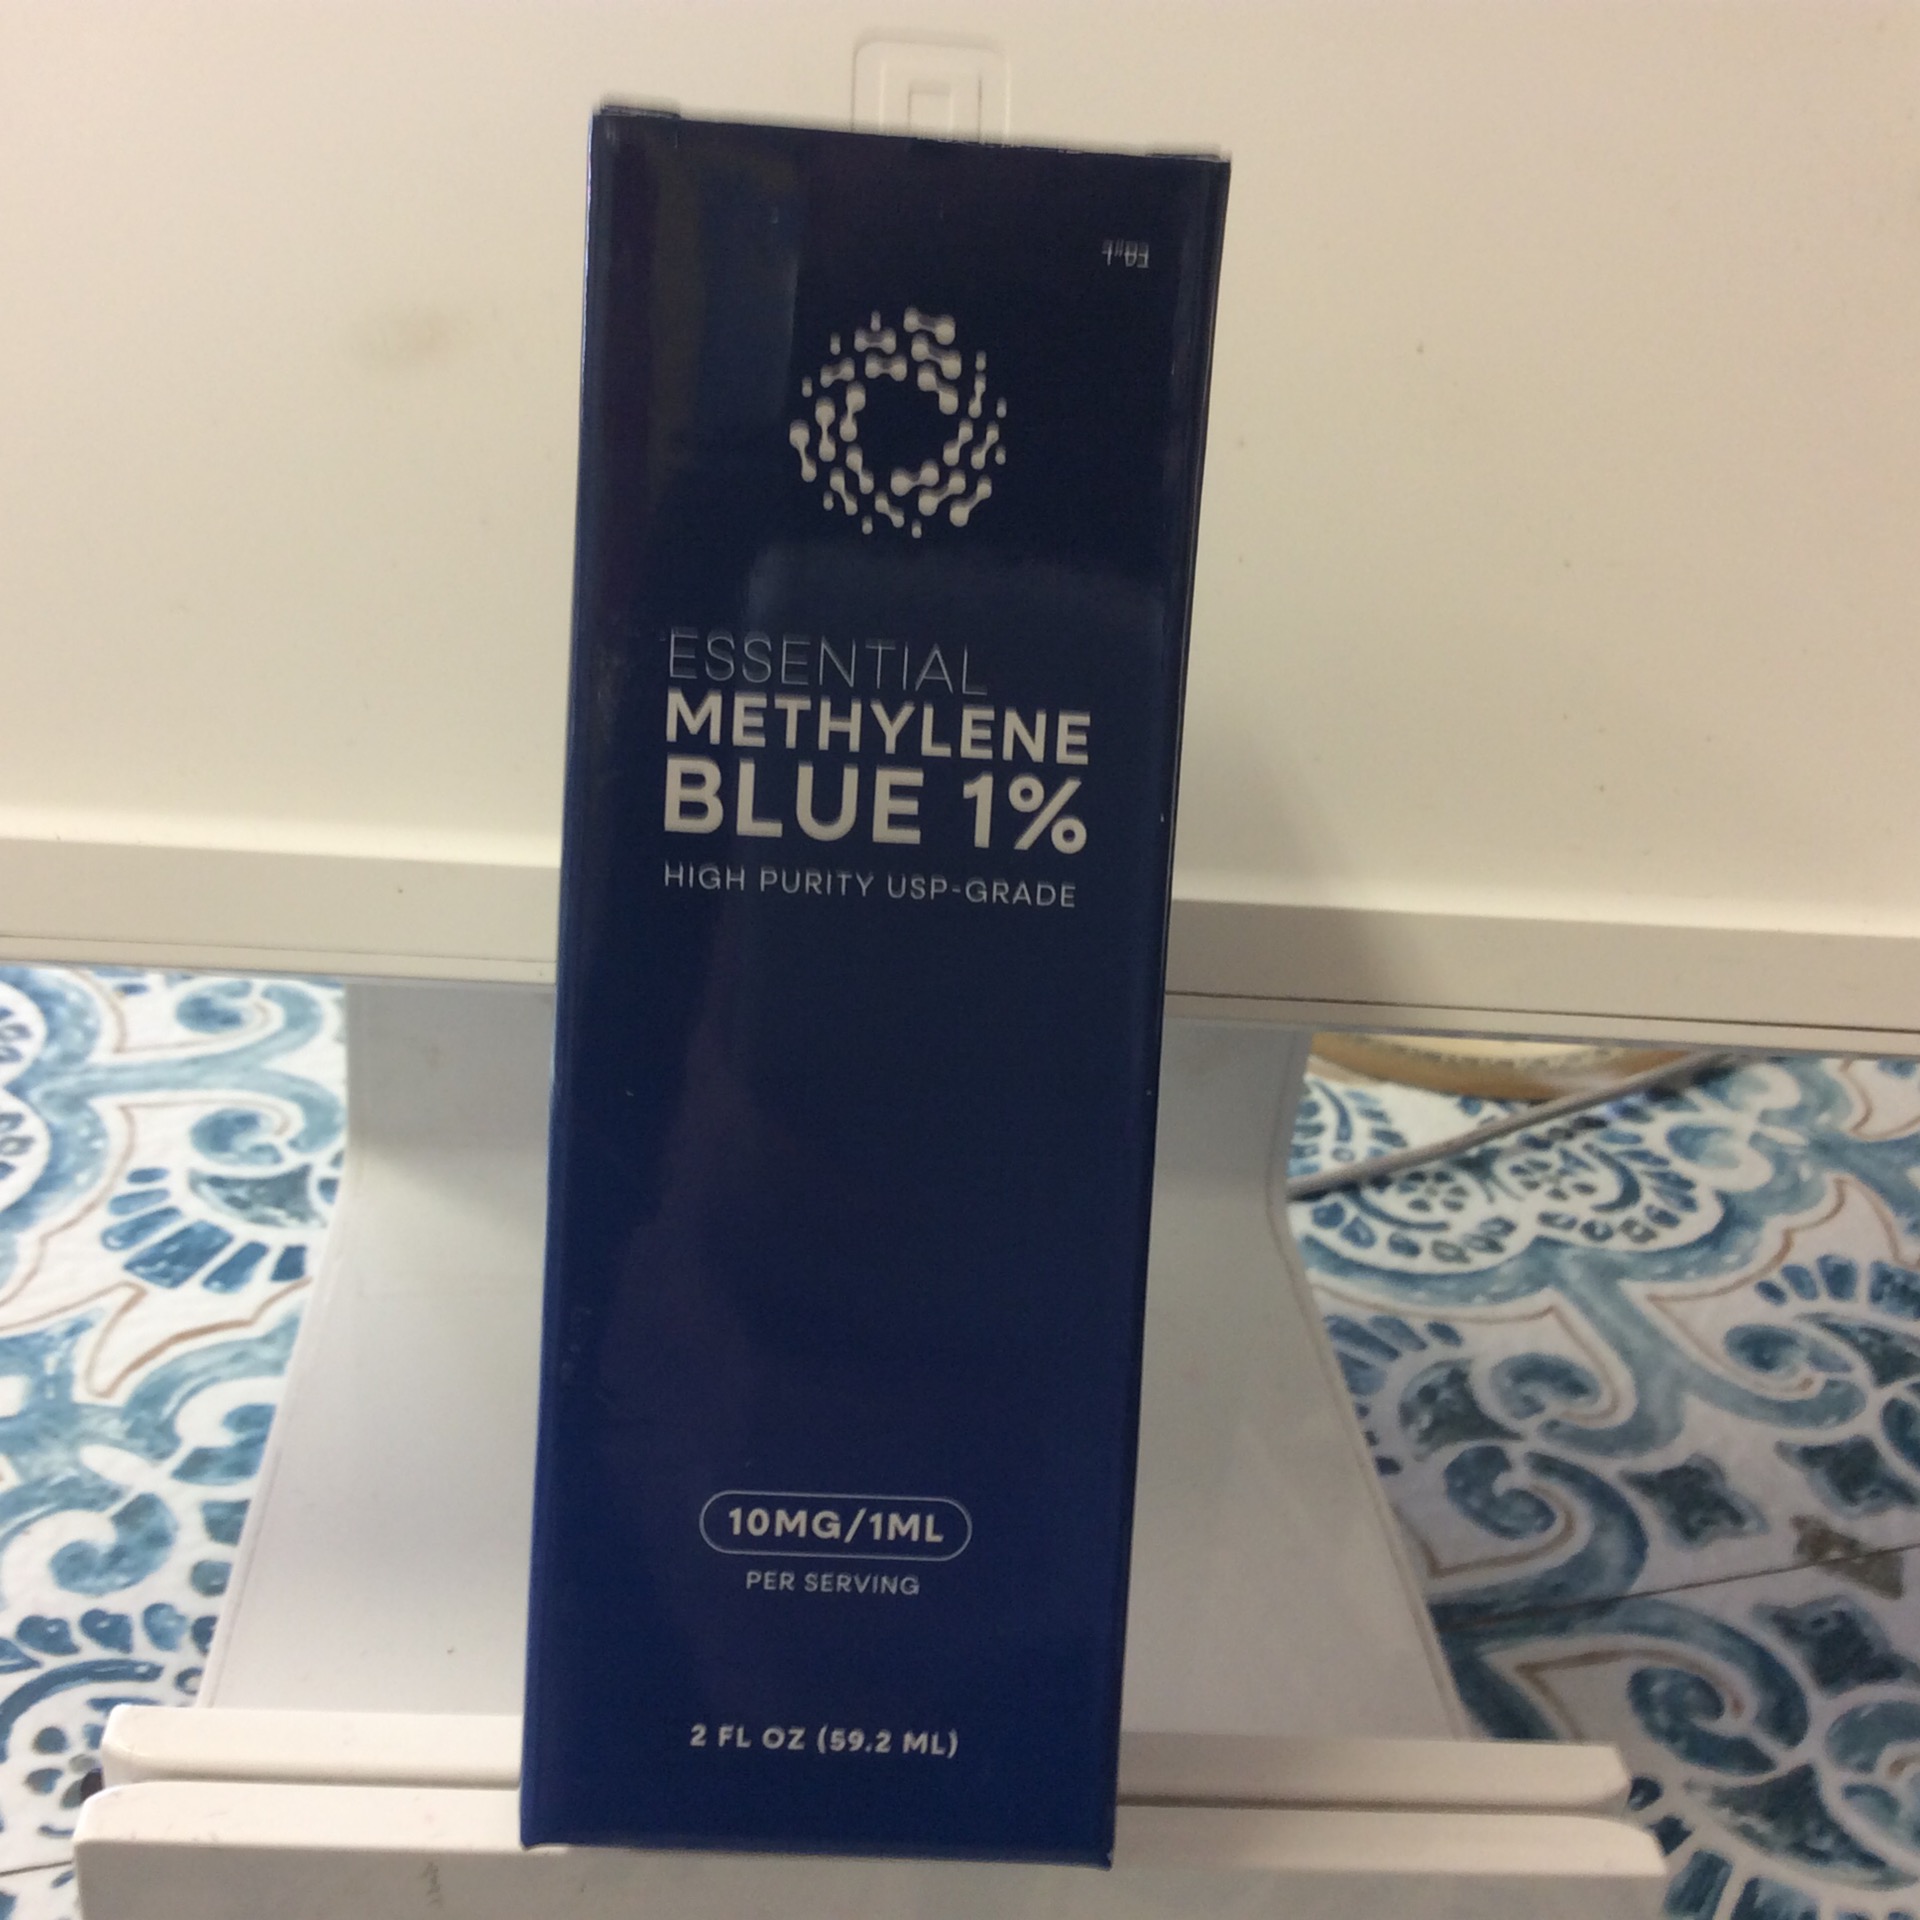 ESSENTIAL
METHYLENE
BLUE 1%
HIGH PURITY USP-GRADE
10MG/1ML
PER SERVING
2 FL OZ (59.2 ML)